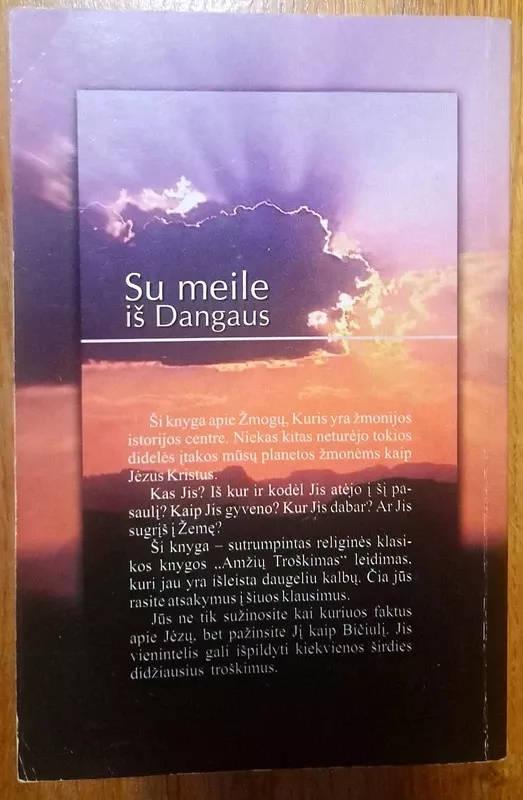 Su meile
iš Dangaus
Ši knyga apie Žmogų, Kuris yra žmonijos
istorijos centre. Niekas kitas neturėjo tokios
didelės įtakos mūsų planetos žmonėms kaip
Jėzus Kristus.
Kas Jis? Iš kur ir kodėl Jis atėjo į šį pa-
saulį? Kaip Jis gyveno? Kur Jis dabar? Ar Jis
sugrįš į Žemę?
Ši knyga – sutrumpintas religinės klasi-
kos knygos „Amžių Troškimas" leidimas,
kuri jau yra išleista daugeliu kalbų. Čia jūs
rasite atsakymus į šiuos klausimus.
Jūs ne tik sužinosite kai kuriuos faktus
apie Jėzų, bet pažinsite Jį kaip Bičiulį. Jis
vienintelis gali išpildyti kiekvienos širdies
didžiausius troškimus.